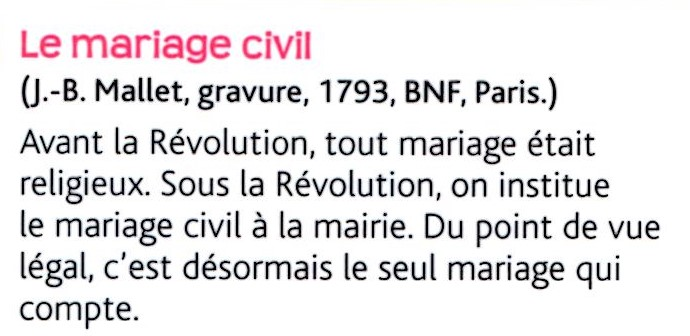 Le mariage civil
(J.-B. Mallet, gravure, 1793, BNF, Paris.)
Avant la Révolution, tout mariage était
religieux. Sous la Révolution, on institue
le mariage civil à la mairie. Du point de vue
légal, c'est désormais le seul mariage qui
compte.